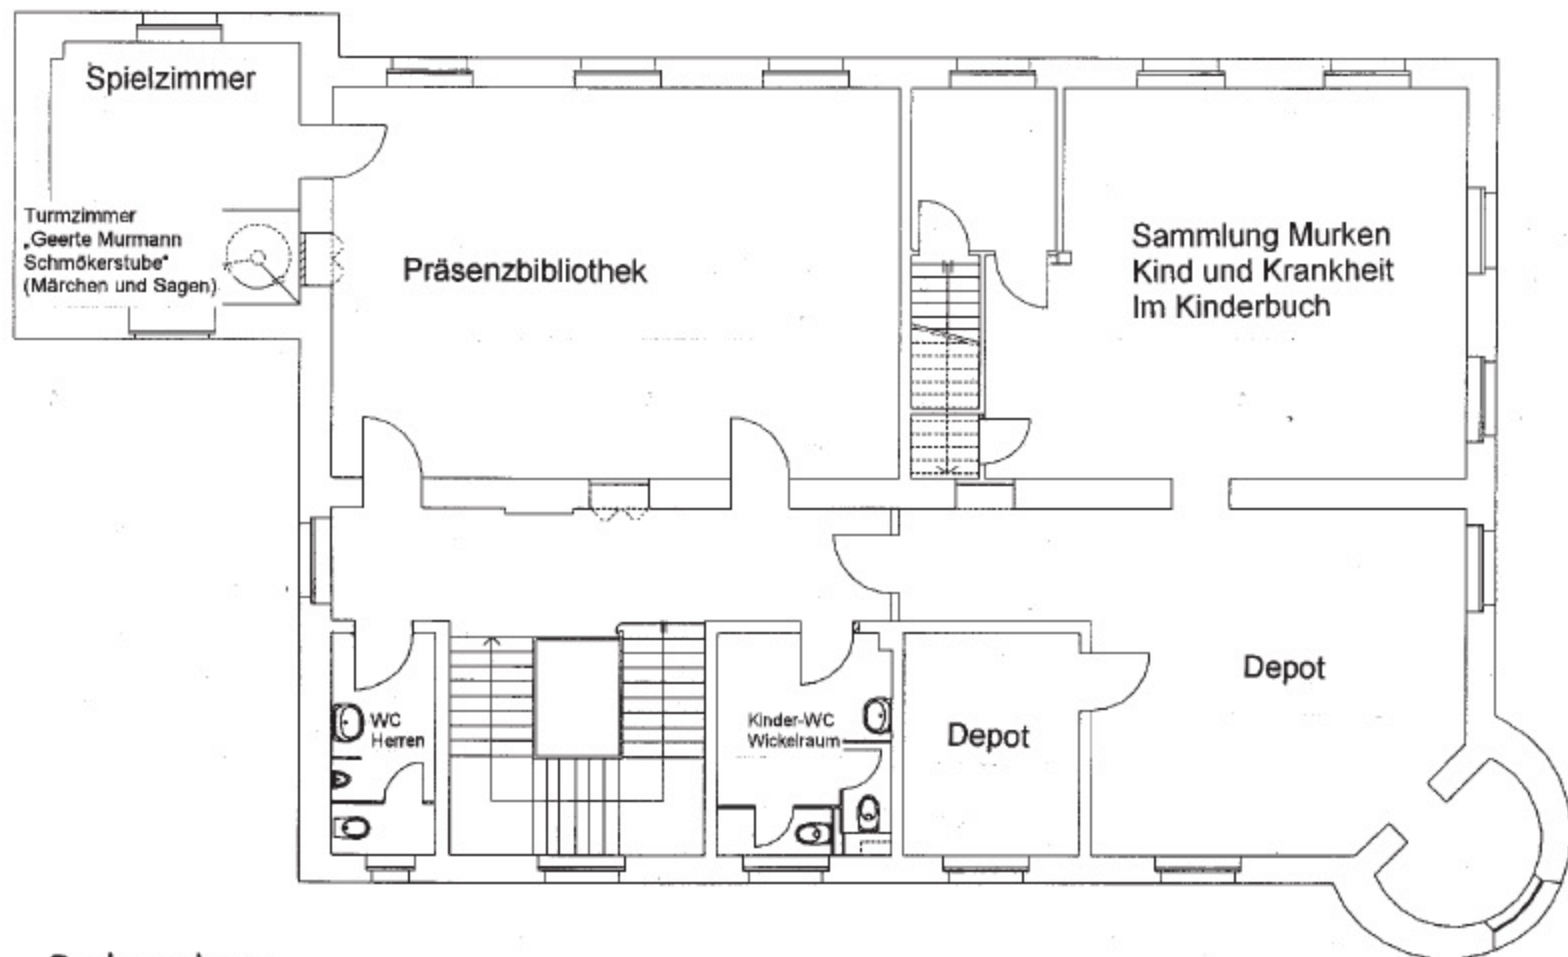 Spielzimmer
Turmzimmer
„Geerte Murmann
Schmökerstube“
(Märchen und Sagen)
Präsenzbibliothek
Sammlung Murken
Kind und Krankheit
Im Kinderbuch
WC
Herren
Kinder-WC
Wickelraum
Depot
Depot